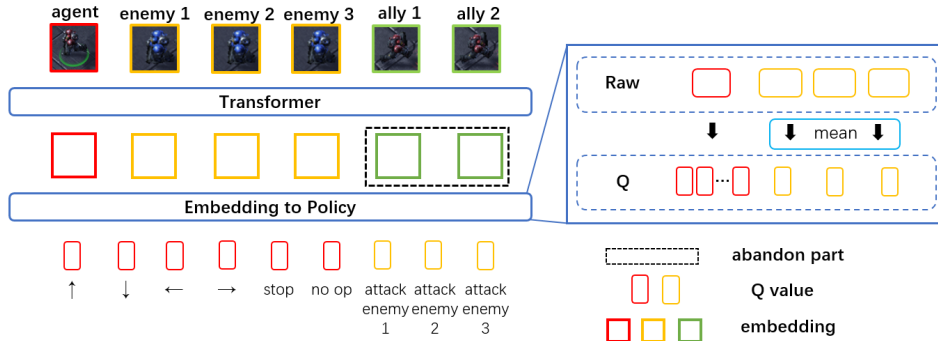 agent enemy 1 enemy 2 enemy 3 ally 1 ally 2
Transformer
Embedding to Policy
↑ ↓ ← → stop no op attack enemy 1 attack enemy 2 attack enemy 3
Raw
mean
Q ...
abandon part
Q value
embedding